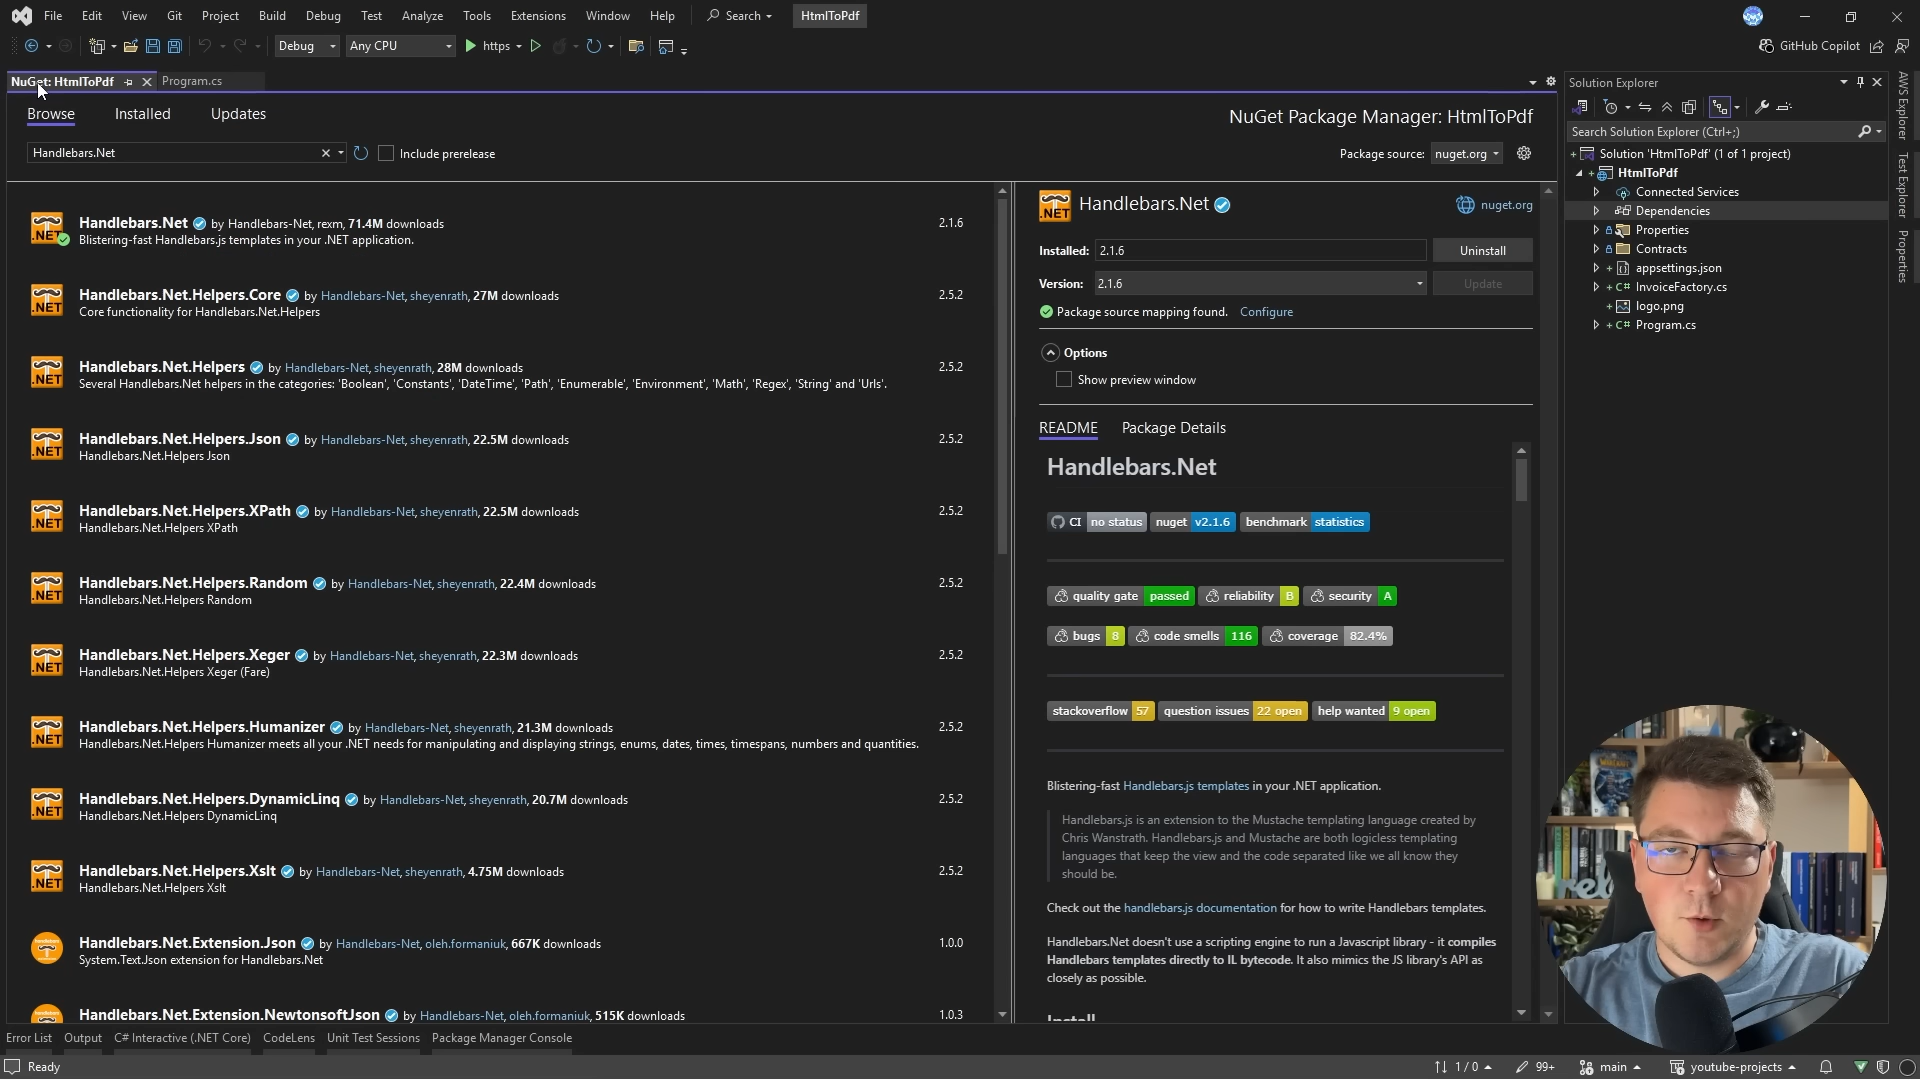 File Edit View Git Project Build Debug Test Analyze Tools Extensions Window Help Search HtmlToPdf
Debug Any CPU https GitHub Copilot
NuGet: HtmlToPdf Program.cs
Browse Installed Updates
NuGet Package Manager: HtmlToPdf
Handlebars.Net Include prerelease
Package source: nuget.org
Handlebars.Net by Handlebars-Net, rexm, 71.4M downloads 2.1.6
Blistering-fast Handlebars.js templates in your .NET application.
Handlebars.Net.Helpers.Core by Handlebars-Net, sheyenrath, 27M downloads 2.5.2
Core functionality for Handlebars.Net.Helpers
Handlebars.Net.Helpers by Handlebars-Net, sheyenrath, 28M downloads 2.5.2
Several Handlebars.Net helpers in the categories: 'Boolean', 'Constants', 'DateTime', 'Path', 'Enumerable', 'Environment', 'Math', 'Regex', 'String' and 'Urls'.
Handlebars.Net.Helpers.Json by Handlebars-Net, sheyenrath, 22.5M downloads 2.5.2
Handlebars.Net.Helpers Json
Handlebars.Net.Helpers.XPath by Handlebars-Net, sheyenrath, 22.5M downloads 2.5.2
Handlebars.Net.Helpers XPath
Handlebars.Net.Helpers.Random by Handlebars-Net, sheyenrath, 22.4M downloads 2.5.2
Handlebars.Net.Helpers Random
Handlebars.Net.Helpers.Xeger by Handlebars-Net, sheyenrath, 22.3M downloads 2.5.2
Handlebars.Net.Helpers Xeger (Fare)
Handlebars.Net.Helpers.Humanizer by Handlebars-Net, sheyenrath, 21.3M downloads 2.5.2
Handlebars.Net.Helpers Humanizer meets all your .NET needs for manipulating and displaying strings, enums, dates, times, timespans, numbers and quantities.
Handlebars.Net.Helpers.DynamicLinq by Handlebars-Net, sheyenrath, 20.7M downloads 2.5.2
Handlebars.Net.Helpers DynamicLinq
Handlebars.Net.Helpers.Xslt by Handlebars-Net, sheyenrath, 4.75M downloads 2.5.2
Handlebars.Net.Helpers Xslt
Handlebars.Net.Extension.Json by Handlebars-Net, oleh.formaniuk, 667K downloads 1.0.0
System.Text.Json extension for Handlebars.Net
Handlebars.Net.Extension.NewtonsoftJson by Handlebars-Net, oleh.formaniuk, 515K downloads 1.0.3
Handlebars.Net nuget.org
Installed: 2.1.6 Uninstall
Version: 2.1.6 Update
Package source mapping found. Configure
Options
Show preview window
README Package Details
Handlebars.Net
CI no status nuget v2.1.6 benchmark statistics
quality gate passed reliability B security A
bugs 8 code smells 116 coverage 82.4%
stackoverflow 57 question issues 22 open help wanted 9 open
Blistering-fast Handlebars.js templates in your .NET application.
Handlebars.js is an extension to the Mustache templating language created by
Chris Wanstrath. Handlebars.js and Mustache are both logicless templating
languages that keep the view and the code separated like we all know they
should be.
Check out the handlebars.js documentation for how to write Handlebars templates.
Handlebars.Net doesn't use a scripting engine to run a Javascript library - it compiles
Handlebars templates directly to IL bytecode. It also mimics the JS library's API as
closely as possible.
Install
Solution Explorer
Search Solution Explorer (Ctrl+;)
Solution 'HtmlToPdf' (1 of 1 project)
HtmlToPdf
Connected Services
Dependencies
Properties
Contracts
appsettings.json
C# InvoiceFactory.cs
logo.png
C# Program.cs
AWS Explorer
Test Explorer
Properties
Error List Output C# Interactive (.NET Core) CodeLens Unit Test Sessions Package Manager Console
Ready 1 / 0 99+ main youtube-projects